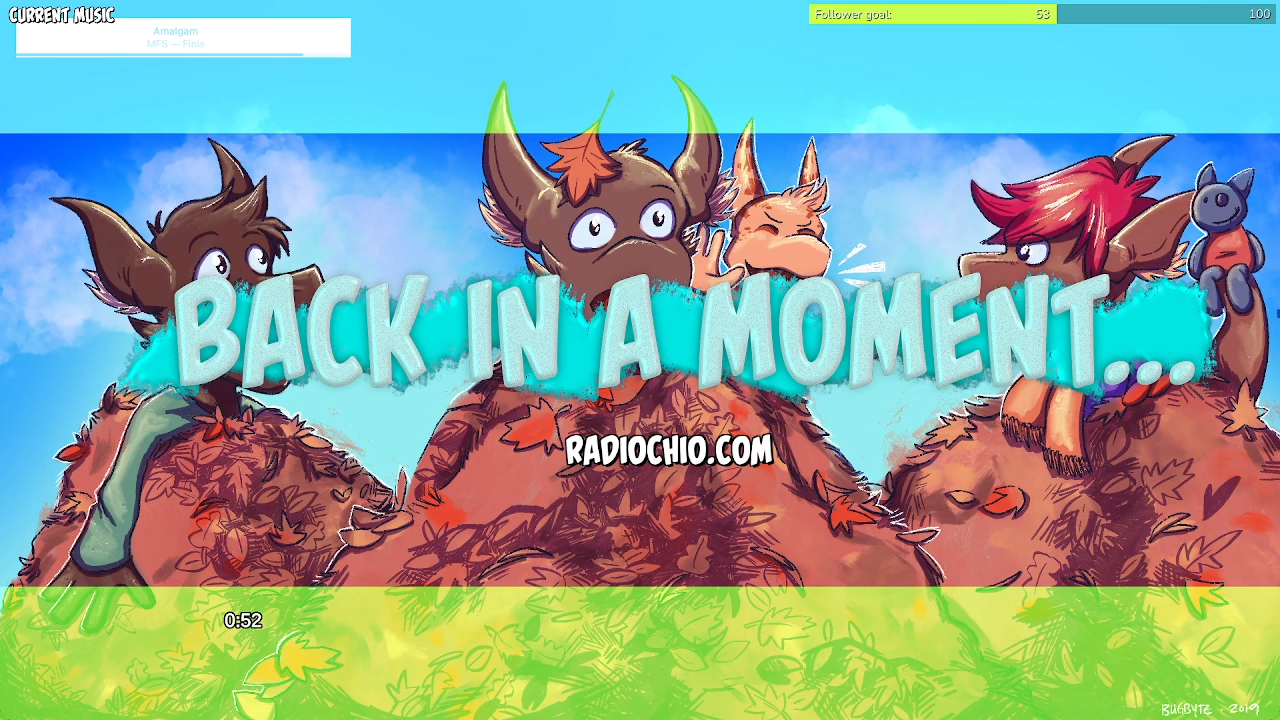 CURRENT MUSIC
Amalgam
MFS — Finis
Follower goal: 53 100
BACK IN A MOMENT...
RADIOCHIO.COM
0:52
BUGBYTE . 2019